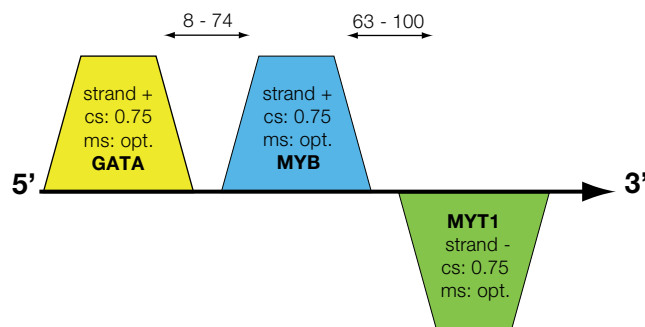 8 - 74
63 - 100
strand +
cs: 0.75
ms: opt.
GATA
strand +
cs: 0.75
ms: opt.
MYB
5’
3’
MYT1
strand -
cs: 0.75
ms: opt.